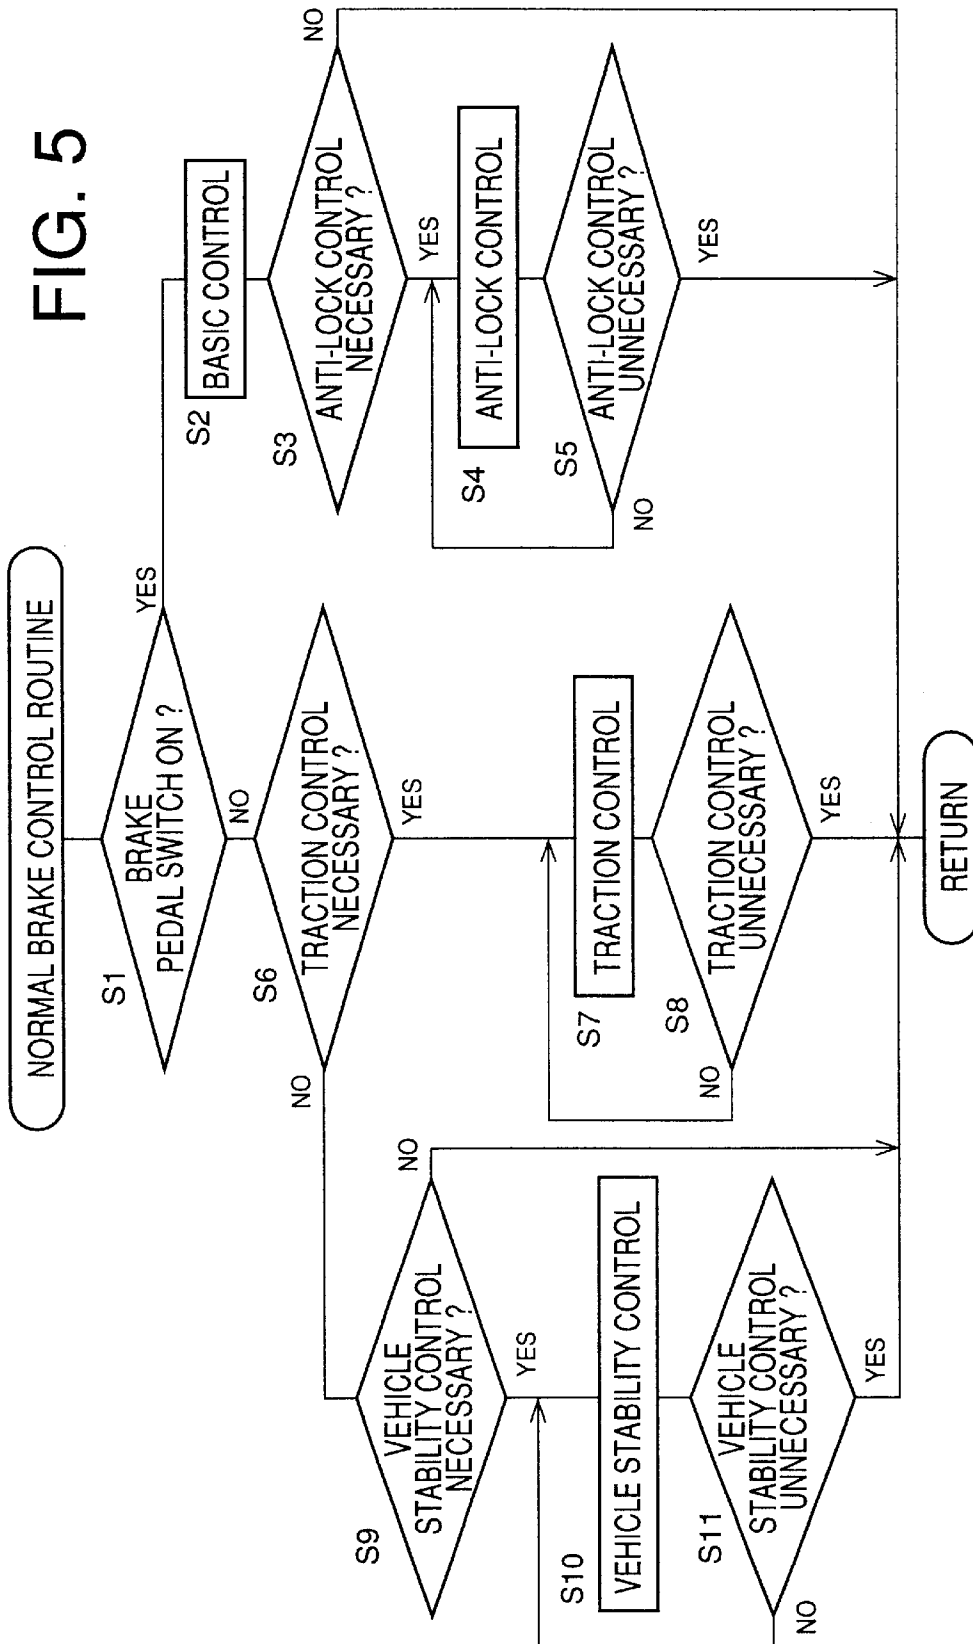 FIG. 5
NORMAL BRAKE CONTROL ROUTINE
S1
BRAKE
PEDAL SWITCH ON ?
YES
NO
S2
BASIC CONTROL
S3
ANTI-LOCK CONTROL
NECESSARY ?
NO
YES
S4
ANTI-LOCK CONTROL
S5
ANTI-LOCK CONTROL
UNNECESSARY ?
NO
YES
S6
TRACTION CONTROL
NECESSARY ?
NO
YES
S7
TRACTION CONTROL
S8
TRACTION CONTROL
UNNECESSARY ?
NO
YES
S9
VEHICLE
STABILITY CONTROL
NECESSARY ?
NO
YES
S10
VEHICLE STABILITY CONTROL
S11
VEHICLE
STABILITY CONTROL
UNNECESSARY ?
NO
YES
RETURN